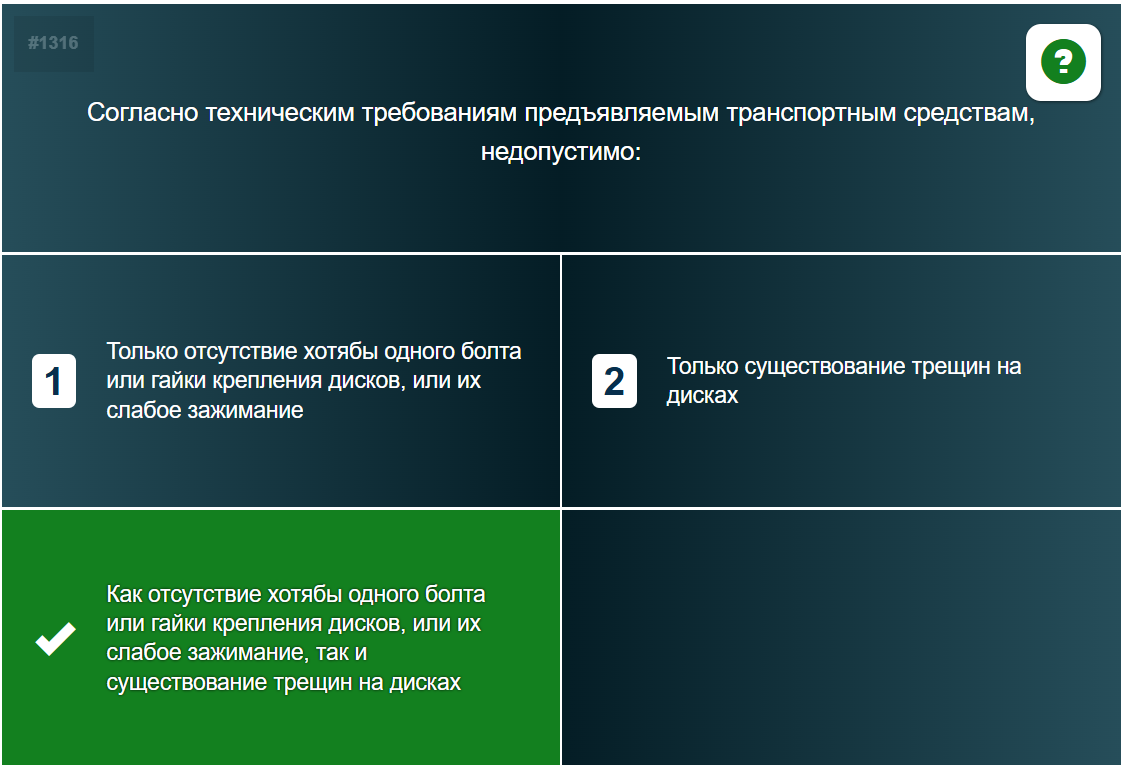 #1316
?
Согласно техническим требованиям предъявляемым транспортным средствам,
недопустимо:
1
Только отсутствие хотябы одного болта
или гайки крепления дисков, или их
слабое зажимание
2
Только существование трещин на
дисках
Как отсутствие хотябы одного болта
или гайки крепления дисков, или их
слабое зажимание, так и
существование трещин на дисках